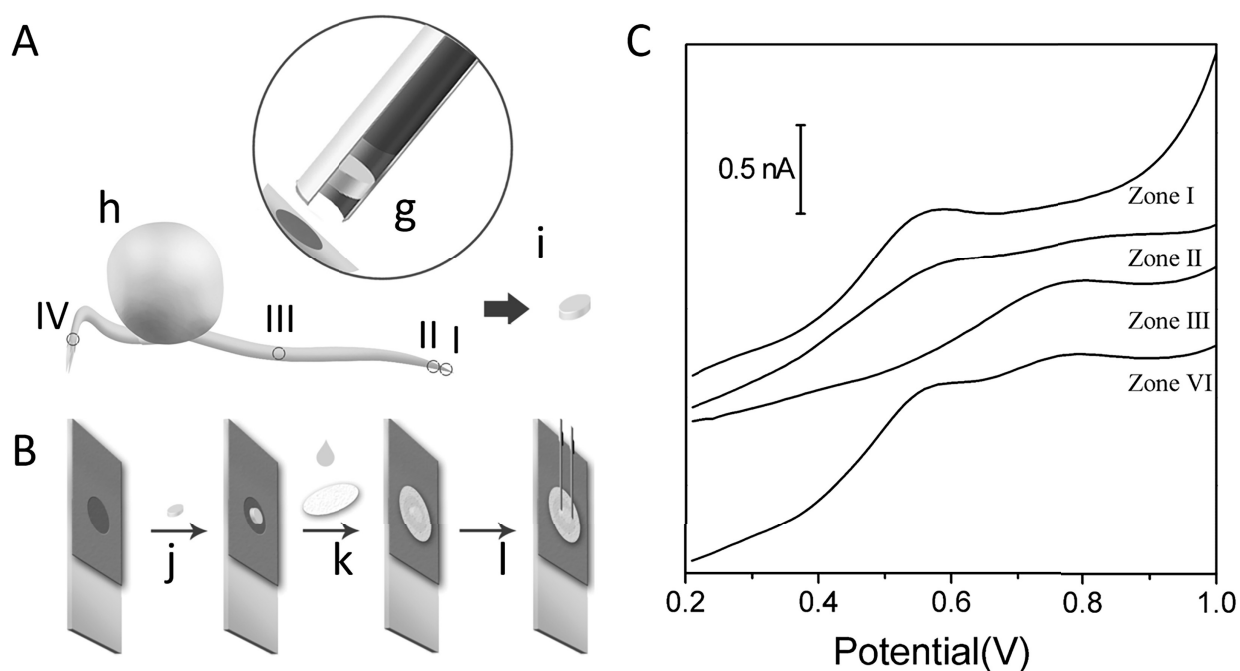 A
g
h
i
IV
III
II
I
B
j
k
l
C
0.5 nA
Zone I
Zone II
Zone III
Zone VI
0.2
0.4
0.6
0.8
1.0
Potential(V)